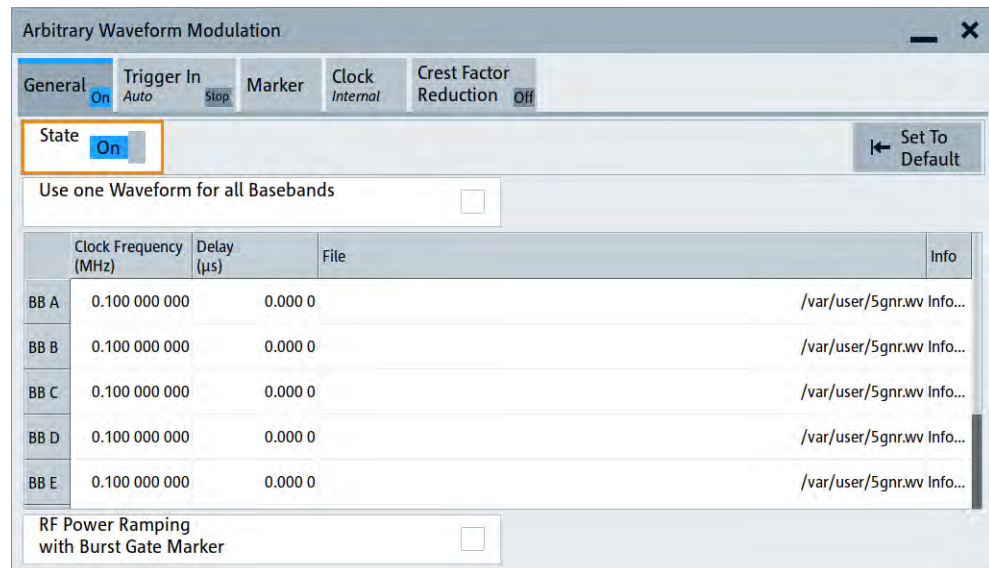 Arbitrary Waveform Modulation
General On
Trigger In
Auto Stop
Marker
Clock
Internal
Crest Factor
Reduction Off
State On
Set To
Default
Use one Waveform for all Basebands
Clock Frequency
(MHz)
Delay
(µs)
File
Info
BB A 0.100 000 000 0.000 0 /var/user/5gnr.wv Info...
BB B 0.100 000 000 0.000 0 /var/user/5gnr.wv Info...
BB C 0.100 000 000 0.000 0 /var/user/5gnr.wv Info...
BB D 0.100 000 000 0.000 0 /var/user/5gnr.wv Info...
BB E 0.100 000 000 0.000 0 /var/user/5gnr.wv Info...
RF Power Ramping
with Burst Gate Marker